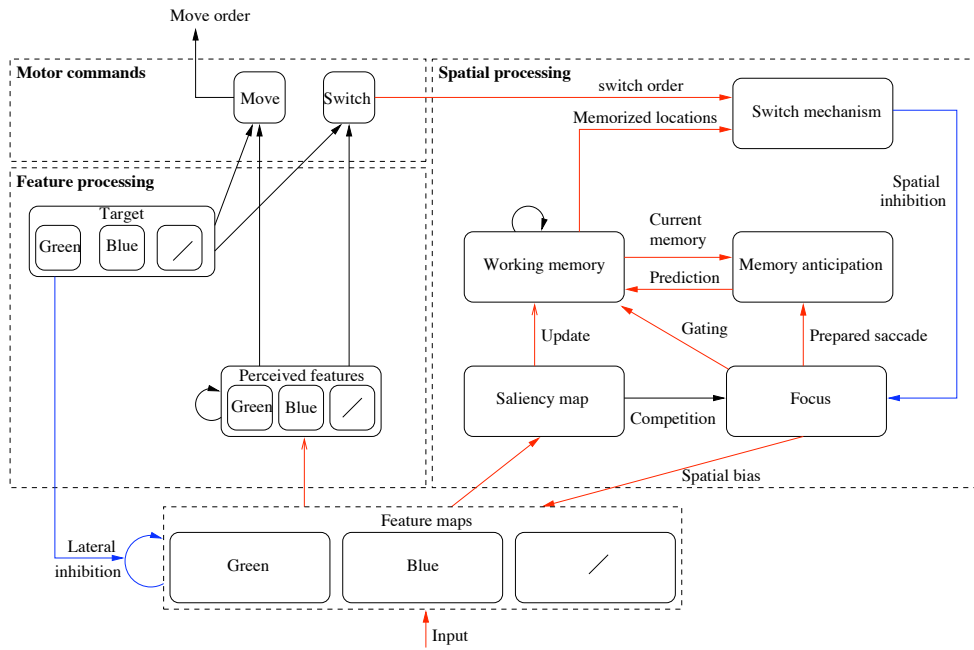 Move order
Motor commands
Move
Switch
Spatial processing
switch order
Memorized locations
Switch mechanism
Spatial
inhibition
Feature processing
Target
Green
Blue
Current
memory
Working memory
Memory anticipation
Prediction
Update
Gating
Prepared saccade
Perceived features
Green
Blue
Saliency map
Competition
Focus
Spatial bias
Feature maps
Lateral
inhibition
Green
Blue
Input